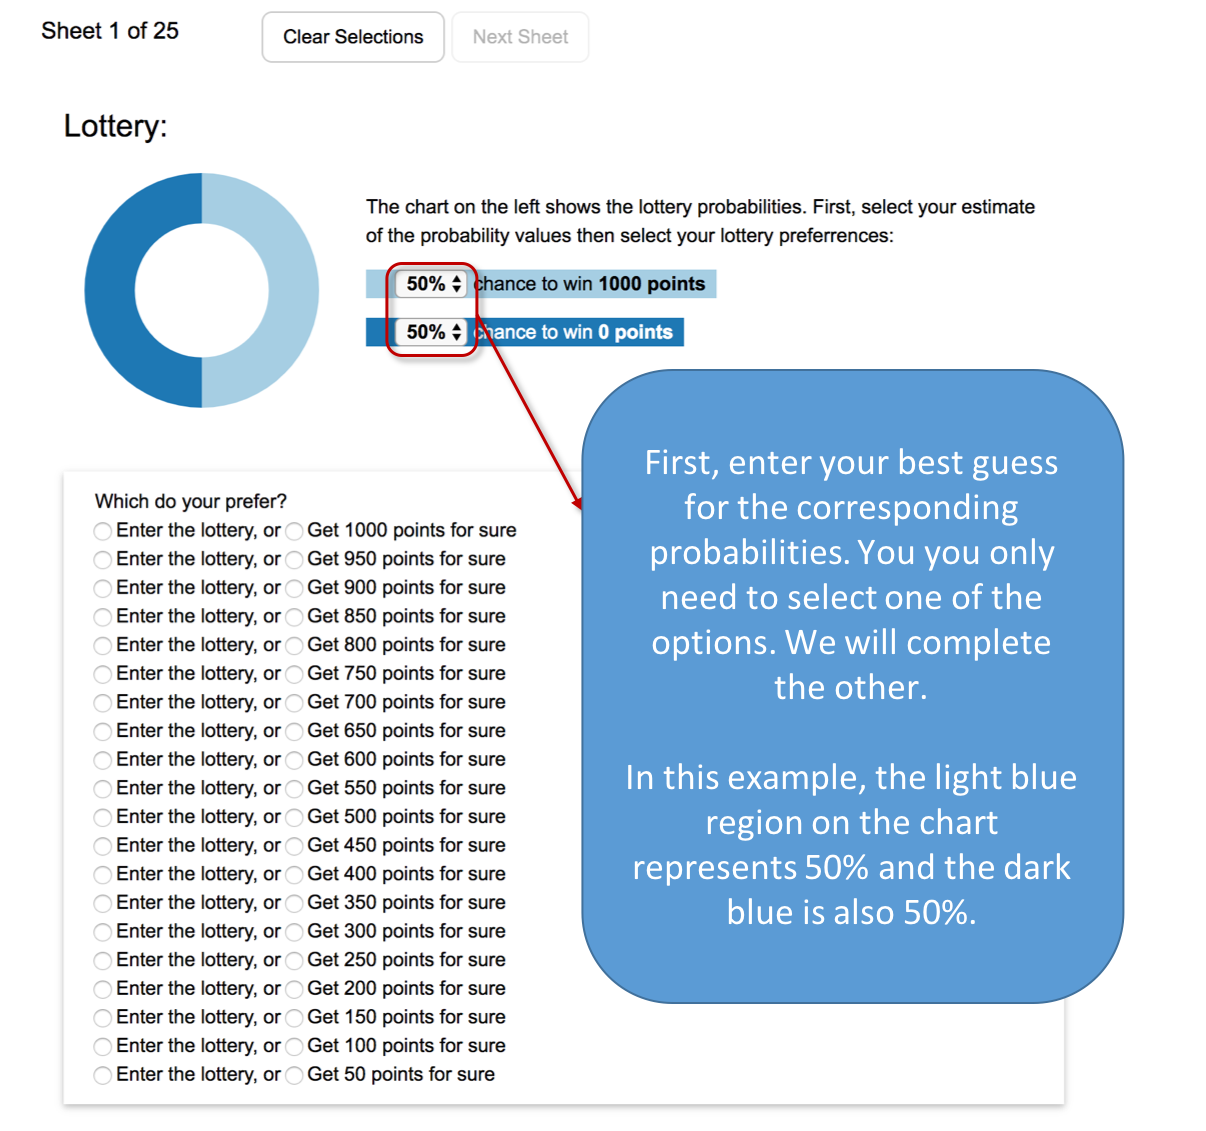 Sheet 1 of 25
Clear Selections
Next Sheet
Lottery:
The chart on the left shows the lottery probabilities. First, select your estimate
of the probability values then select your lottery preferrences:
50% chance to win 1000 points
50% chance to win 0 points
First, enter your best guess
for the corresponding
probabilities. You you only
need to select one of the
options. We will complete
the other.
In this example, the light blue
region on the chart
represents 50% and the dark
blue is also 50%.
Which do your prefer?
Enter the lottery, or Get 1000 points for sure
Enter the lottery, or Get 950 points for sure
Enter the lottery, or Get 900 points for sure
Enter the lottery, or Get 850 points for sure
Enter the lottery, or Get 800 points for sure
Enter the lottery, or Get 750 points for sure
Enter the lottery, or Get 700 points for sure
Enter the lottery, or Get 650 points for sure
Enter the lottery, or Get 600 points for sure
Enter the lottery, or Get 550 points for sure
Enter the lottery, or Get 500 points for sure
Enter the lottery, or Get 450 points for sure
Enter the lottery, or Get 400 points for sure
Enter the lottery, or Get 350 points for sure
Enter the lottery, or Get 300 points for sure
Enter the lottery, or Get 250 points for sure
Enter the lottery, or Get 200 points for sure
Enter the lottery, or Get 150 points for sure
Enter the lottery, or Get 100 points for sure
Enter the lottery, or Get 50 points for sure